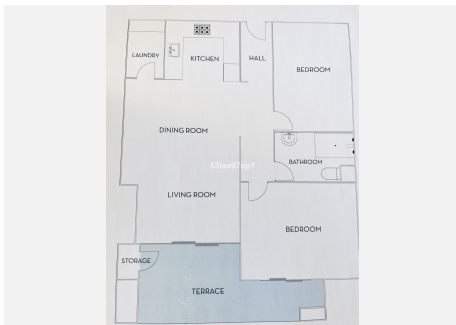 LAUNDRY
KITCHEN
HALL
BEDROOM
DINING ROOM
BATHROOM
LIVING ROOM
BEDROOM
STORAGE
TERRACE